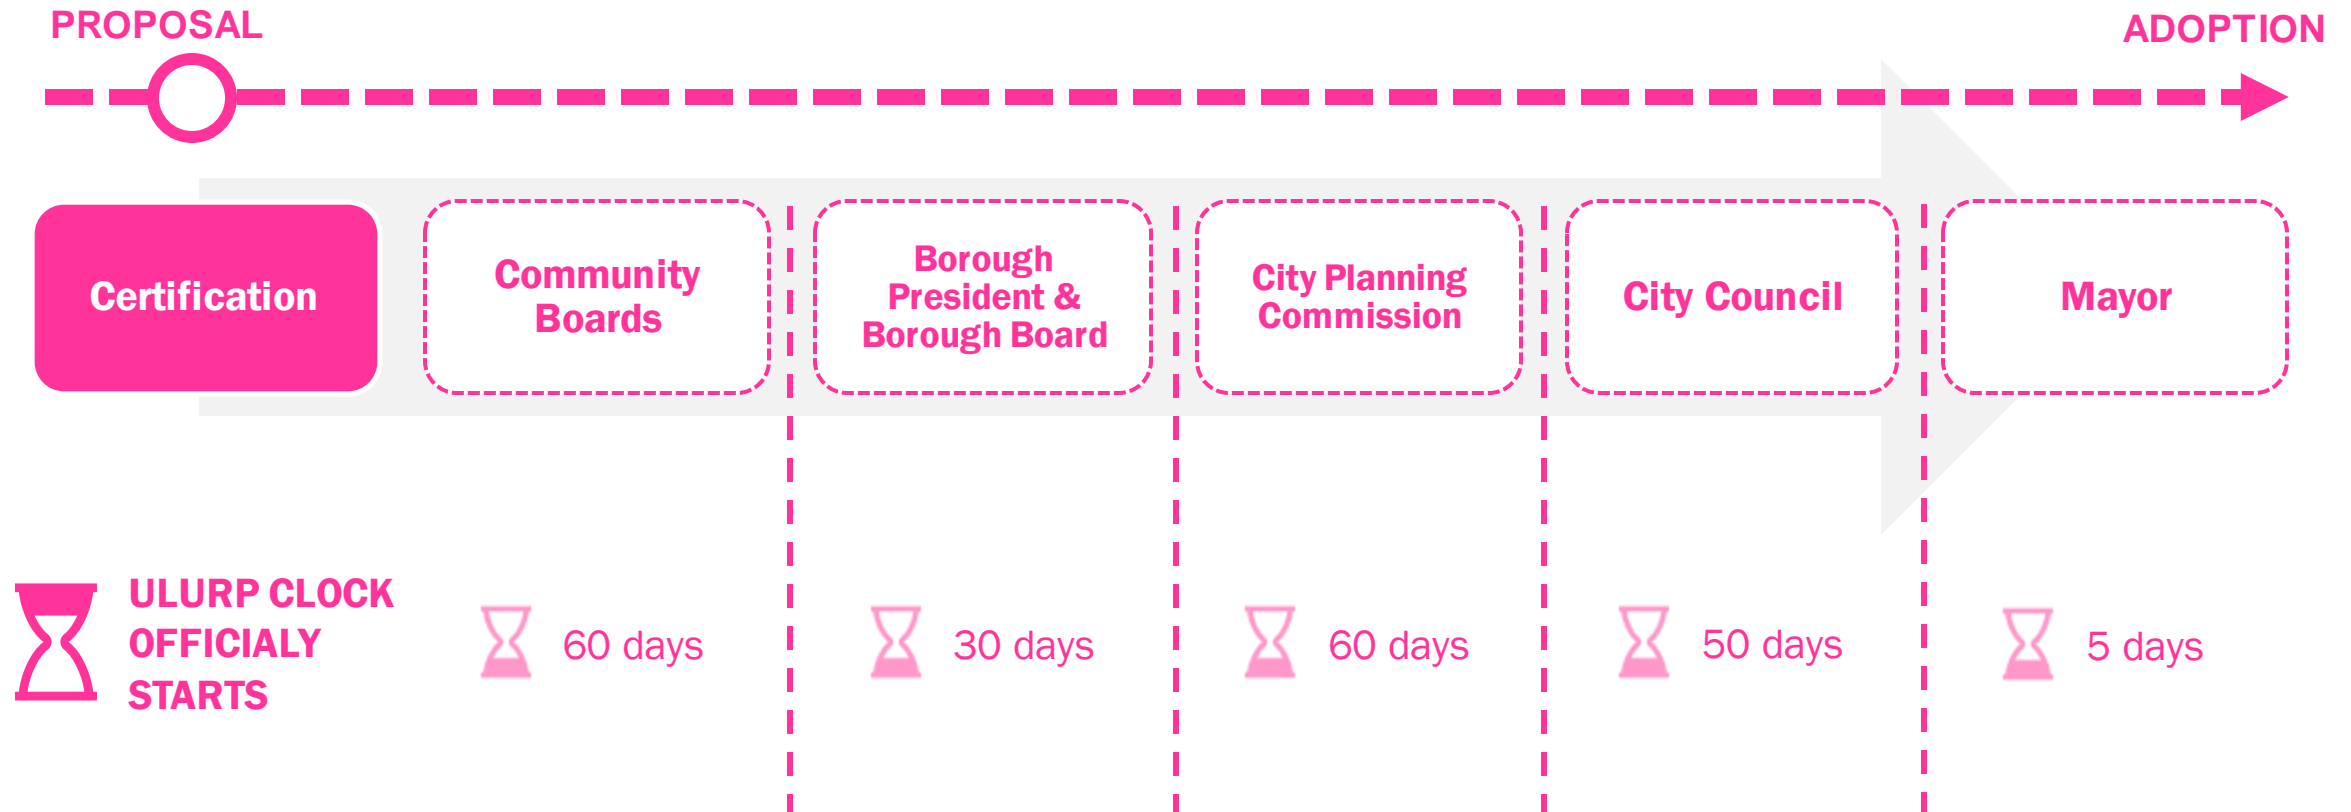 PROPOSAL
ADOPTION
Certification
Community
Boards
Borough
President &
Borough Board
City Planning
Commission
City Council
Mayor
ULURP CLOCK
OFFICIALY
STARTS
60 days
30 days
60 days
50 days
5 days